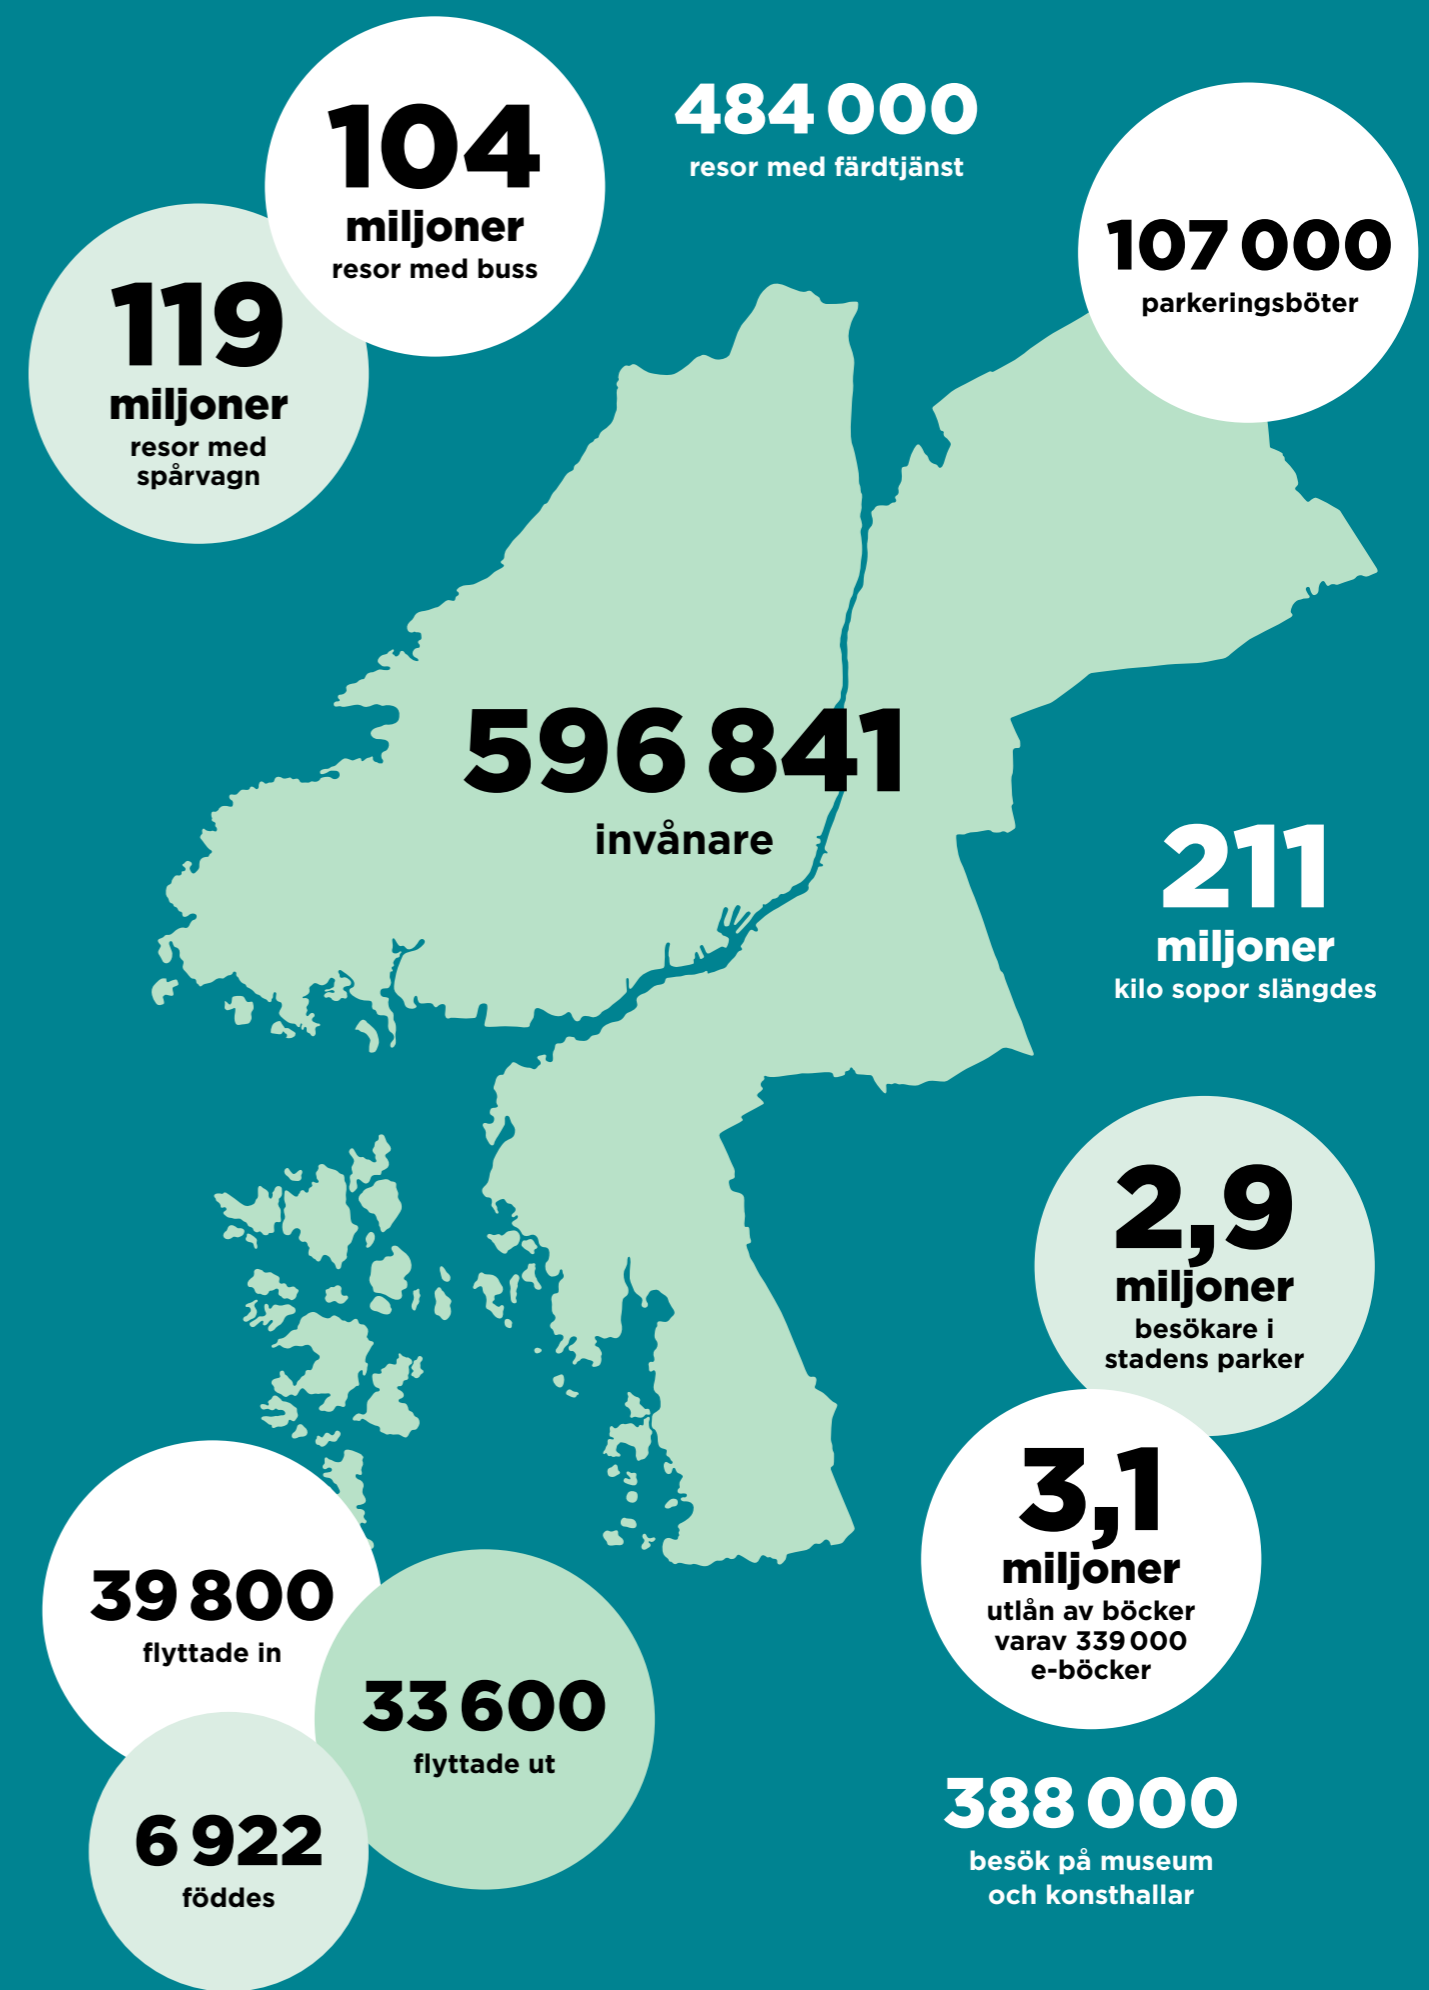 104
miljoner
resor med buss
484 000
resor med färdtjänst
107 000
parkeringsböter
119
miljoner
resor med
spårvagn
596 841
invånare
211
miljoner
kilo sopor slängdes
2,9
miljoner
besökare i
stadens parker
3,1
miljoner
utlån av böcker
varav 339 000
e-böcker
39 800
flyttade in
33 600
flyttade ut
6 922
föddes
388 000
besök på museum
och konsthallar